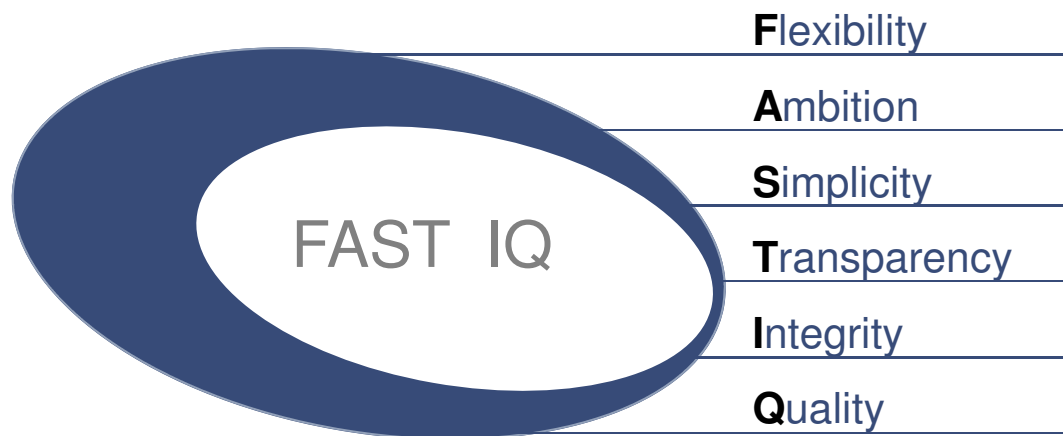 Flexibility
Ambition
Simplicity
FAST IQ
Transparency
Integrity
Quality